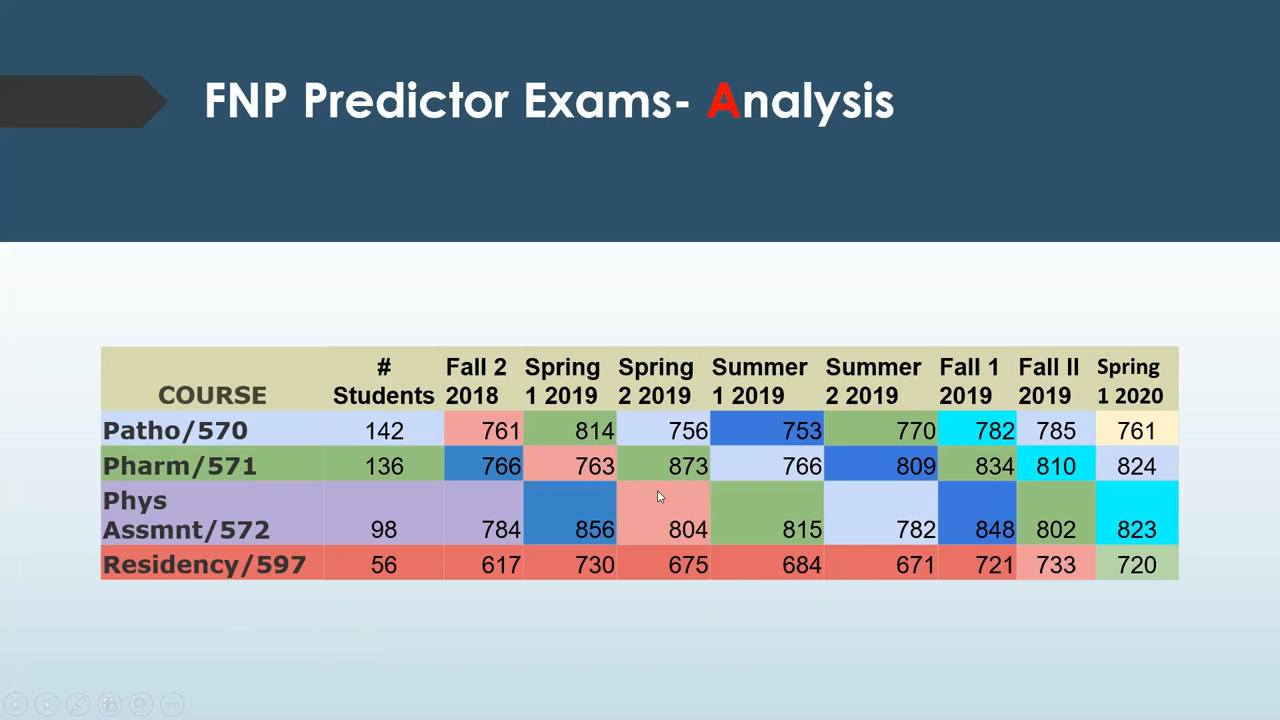 FNP Predictor Exams- Analysis
COURSE # Students Fall 2 2018 Spring 1 2019 Spring 2 2019 Summer 1 2019 Summer 2 2019 Fall 1 2019 Fall II 2019 Spring 1 2020
Patho/570 142 761 814 756 753 770 782 785 761
Pharm/571 136 766 763 873 766 809 834 810 824
Phys Assmnt/572 98 784 856 804 815 782 848 802 823
Residency/597 56 617 730 675 684 671 721 733 720